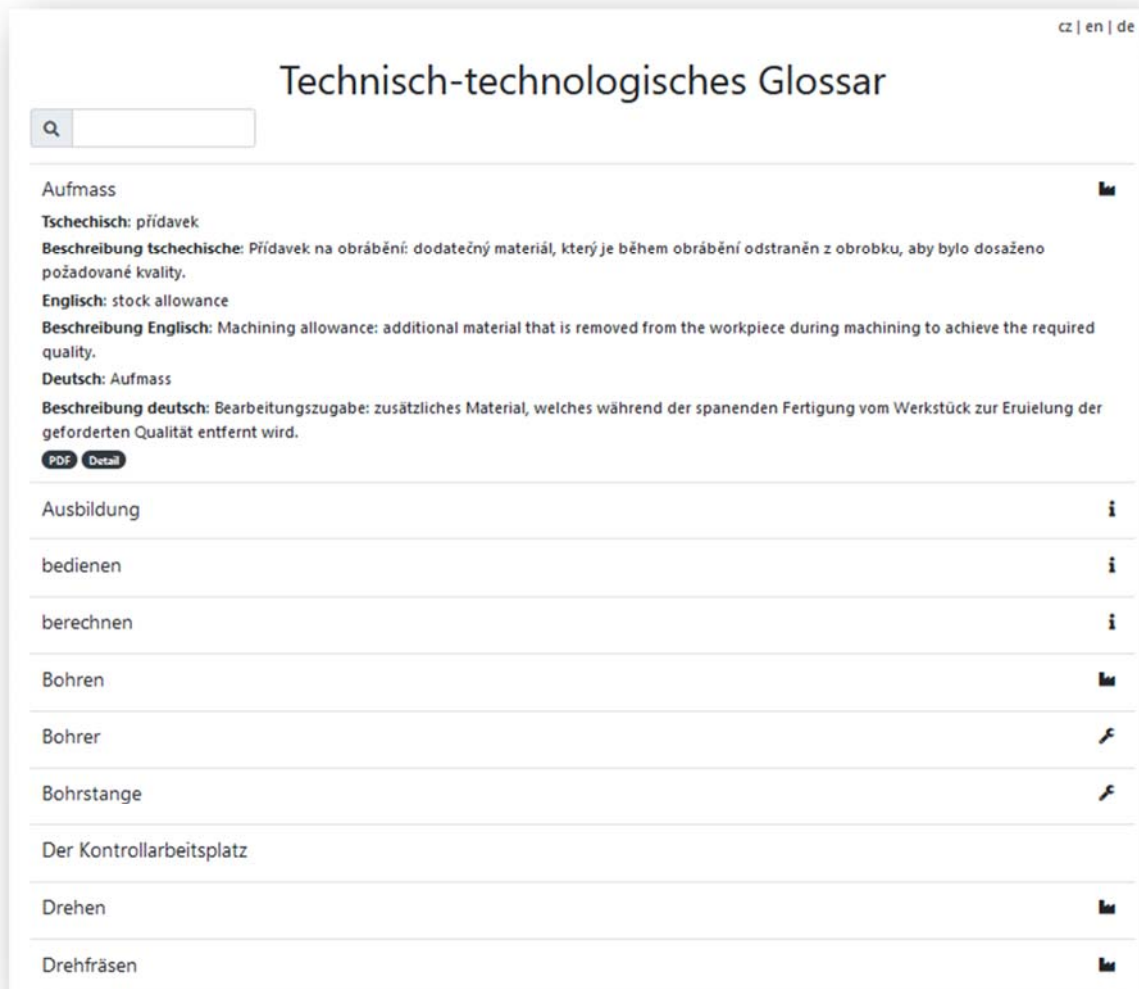 cz | en | de
Technisch-technologisches Glossar
Aufmass
Tschechisch: přídavek
Beschreibung tschechische: Přídavek na obrábění: dodatečný materiál, který je během obrábění odstraněn z obrobku, aby bylo dosaženo
požadované kvality.
Englisch: stock allowance
Beschreibung Englisch: Machining allowance: additional material that is removed from the workpiece during machining to achieve the required
quality.
Deutsch: Aufmass
Beschreibung deutsch: Bearbeitungszugabe: zusätzliches Material, welches während der spanenden Fertigung vom Werkstück zur Eruielung der
geforderten Qualität entfernt wird.
PDF Detail
Ausbildung
bedienen
berechnen
Bohren
Bohrer
Bohrstange
Der Kontrollarbeitsplatz
Drehen
Drehfräsen